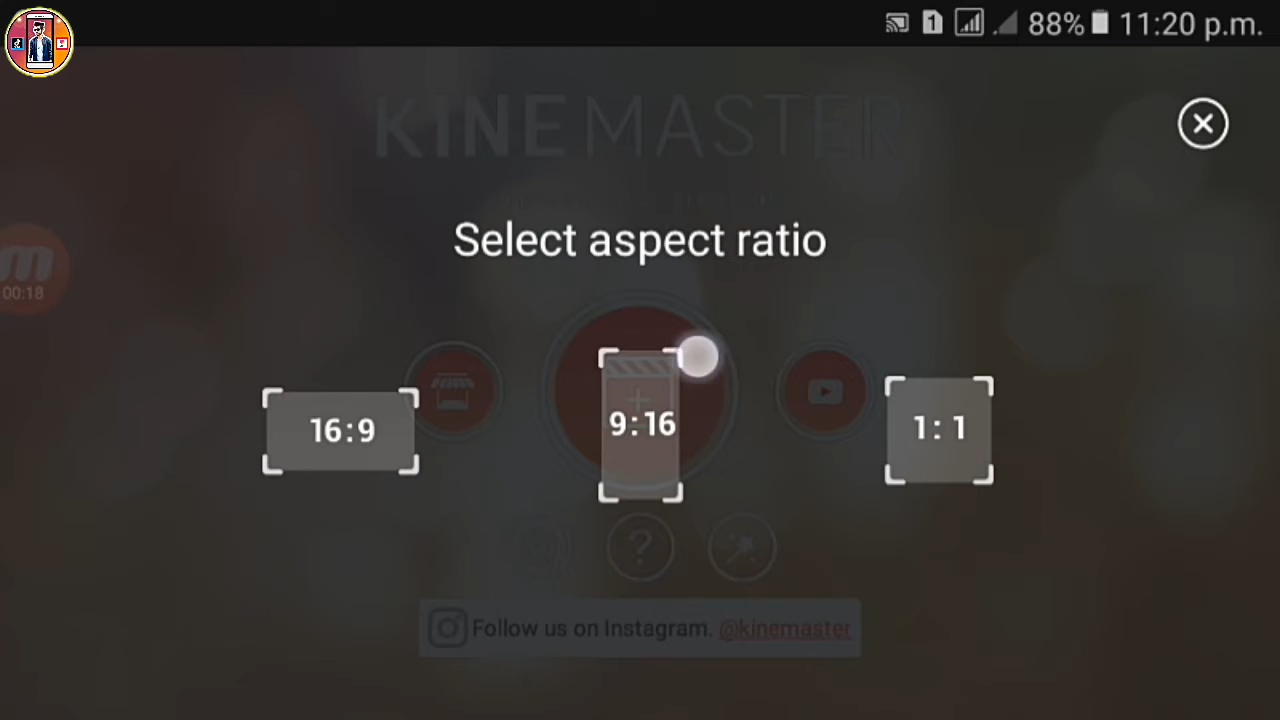 1 88% 11:20 p.m.
KINEMASTER
Select aspect ratio
00:18
16:9
9:16
1:1
?
Follow us on Instagram. @kinemaster